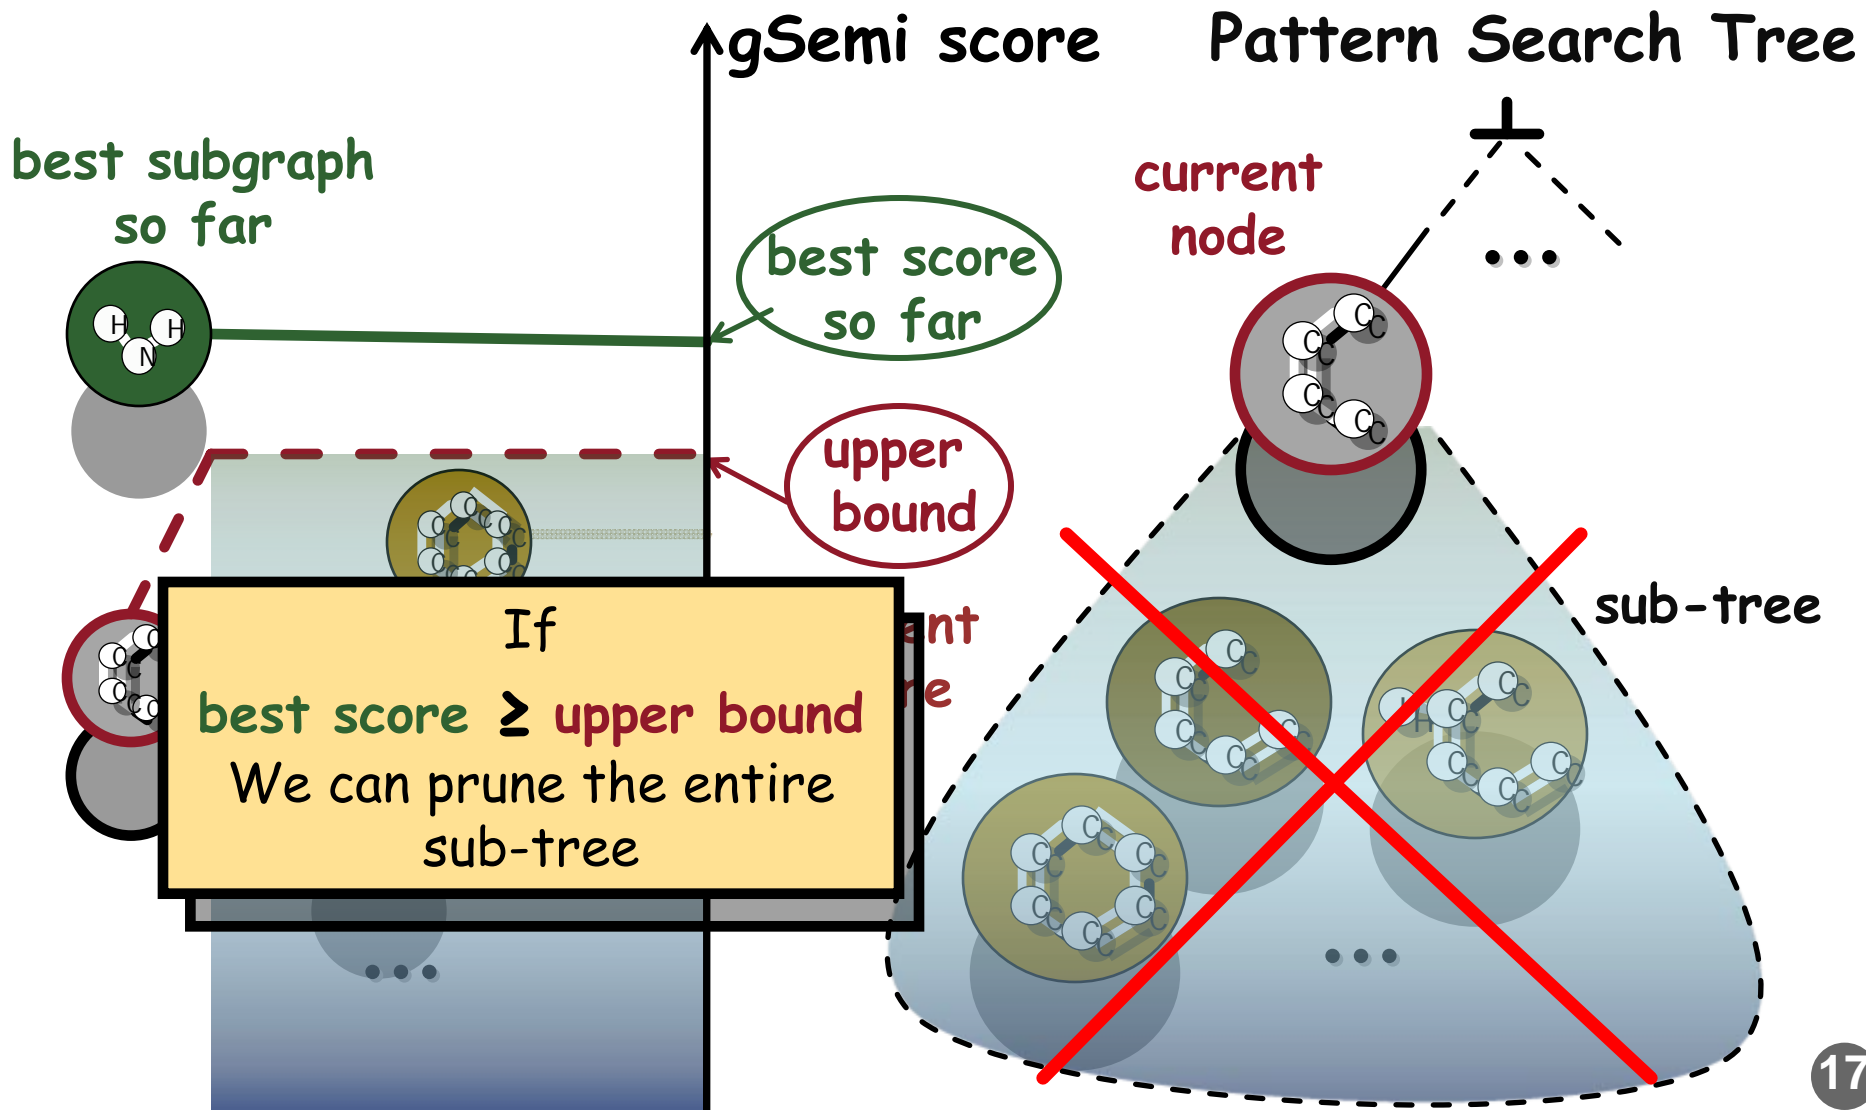 gSemi score
Pattern Search Tree
best subgraph
so far
current
node
best score
so far
H H
N
C C
C C
C C
C C
upper
bound
sub-tree
If
best score ≥ upper bound
We can prune the entire
sub-tree
...
17